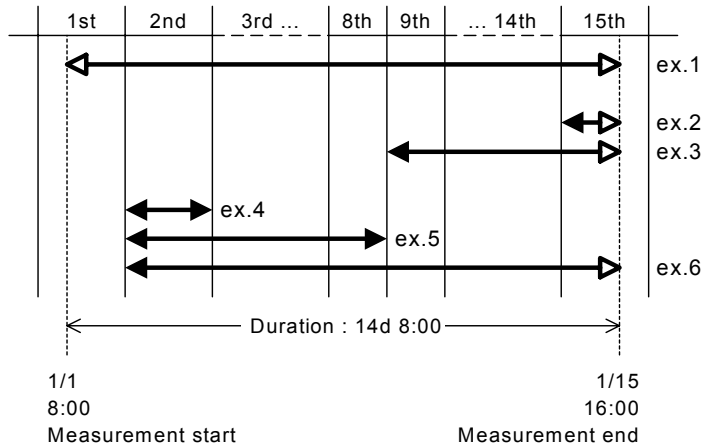 1st 2nd 3rd ... 8th 9th ... 14th 15th
ex.1
ex.2
ex.3
ex.4
ex.5
ex.6
Duration : 14d 8:00
1/1 1/15
8:00 16:00
Measurement start Measurement end